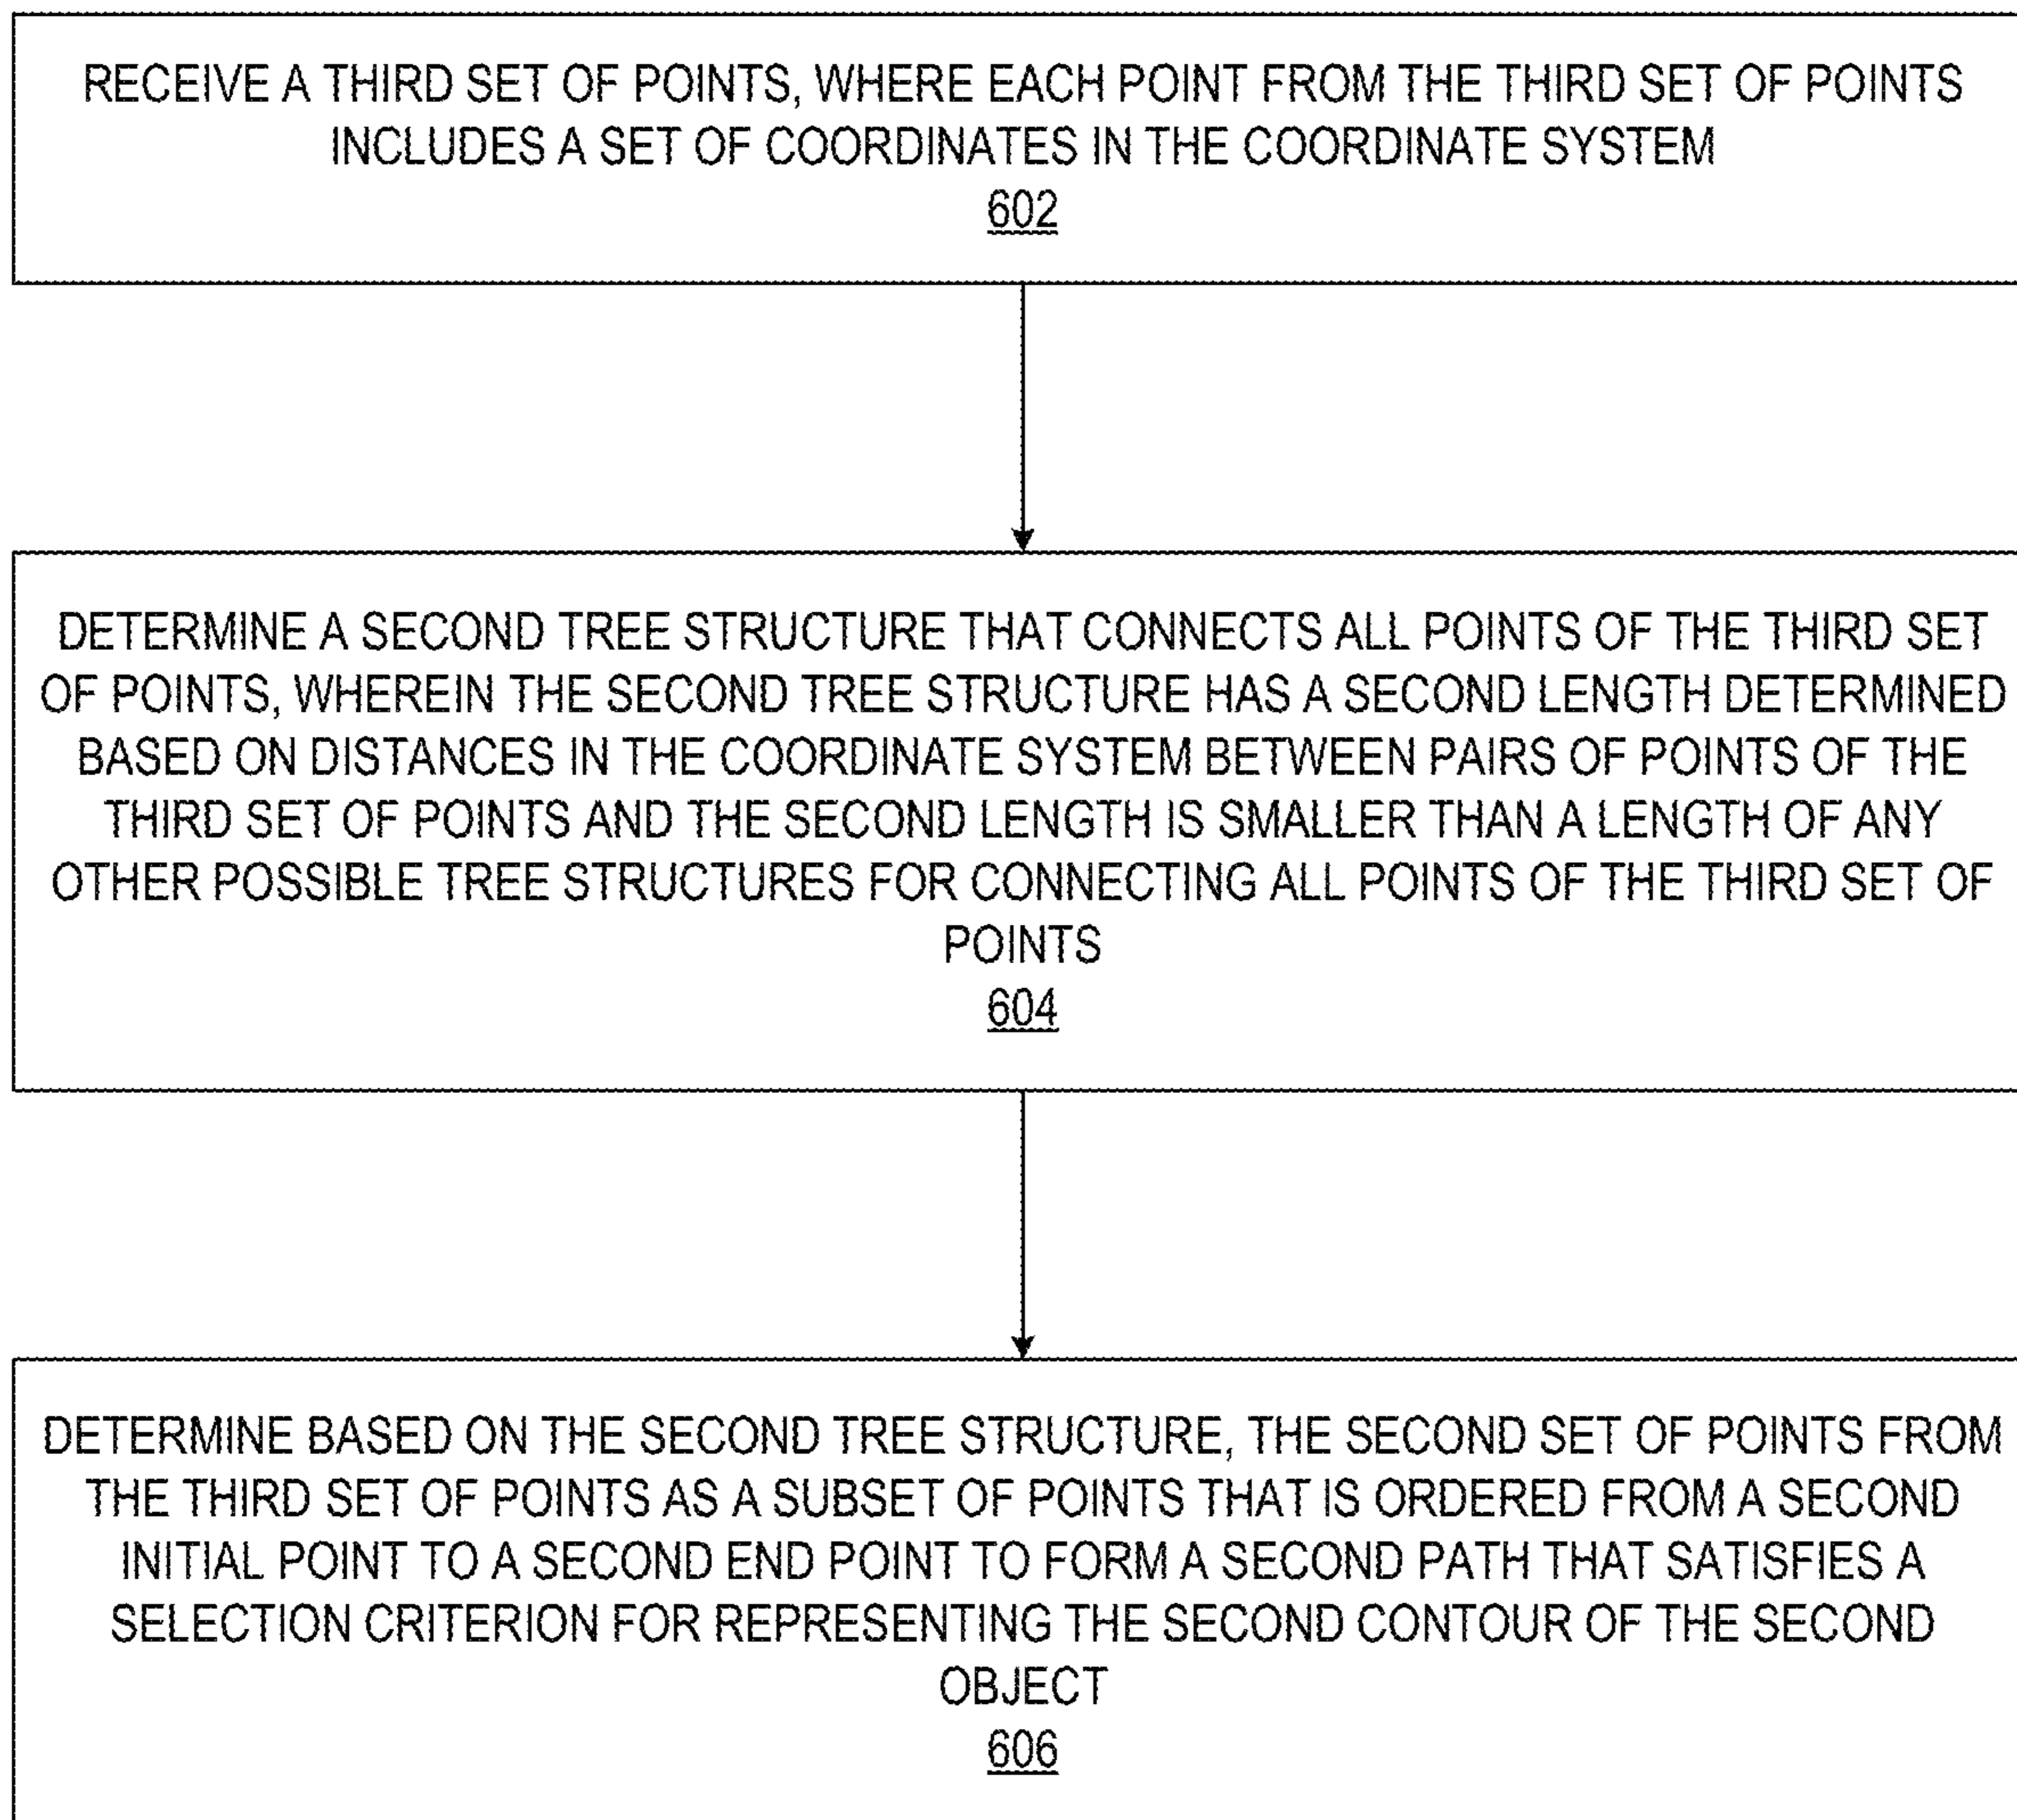 RECEIVE A THIRD SET OF POINTS, WHERE EACH POINT FROM THE THIRD SET OF POINTS
INCLUDES A SET OF COORDINATES IN THE COORDINATE SYSTEM
602
DETERMINE A SECOND TREE STRUCTURE THAT CONNECTS ALL POINTS OF THE THIRD SET
OF POINTS, WHEREIN THE SECOND TREE STRUCTURE HAS A SECOND LENGTH DETERMINED
BASED ON DISTANCES IN THE COORDINATE SYSTEM BETWEEN PAIRS OF POINTS OF THE
THIRD SET OF POINTS AND THE SECOND LENGTH IS SMALLER THAN A LENGTH OF ANY
OTHER POSSIBLE TREE STRUCTURES FOR CONNECTING ALL POINTS OF THE THIRD SET OF
POINTS
604
DETERMINE BASED ON THE SECOND TREE STRUCTURE, THE SECOND SET OF POINTS FROM
THE THIRD SET OF POINTS AS A SUBSET OF POINTS THAT IS ORDERED FROM A SECOND
INITIAL POINT TO A SECOND END POINT TO FORM A SECOND PATH THAT SATISFIES A
SELECTION CRITERION FOR REPRESENTING THE SECOND CONTOUR OF THE SECOND
OBJECT
606